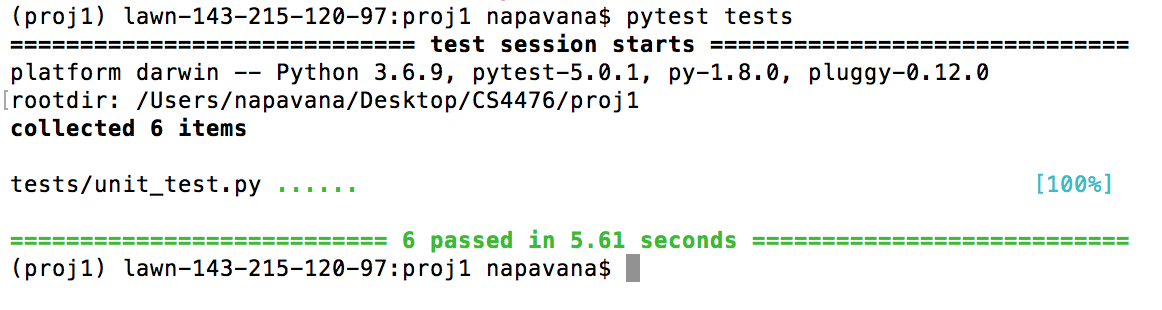 (proj1) lawn-143-215-120-97:proj1 napavana$ pytest tests
============================= test session starts ==============================
platform darwin -- Python 3.6.9, pytest-5.0.1, py-1.8.0, pluggy-0.12.0
[rootdir: /Users/napavana/Desktop/CS4476/proj1
collected 6 items
tests/unit_test.py ...... [100%]
=========================== 6 passed in 5.61 seconds ===========================
(proj1) lawn-143-215-120-97:proj1 napavana$